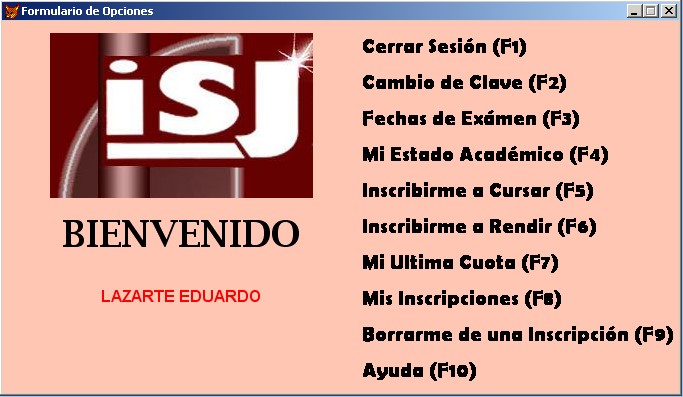 Formulario de Opciones
iSJ
BIENVENIDO
LAZARTE EDUARDO
Cerrar Sesión (F1)
Cambio de Clave (F2)
Fechas de Exámen (F3)
Mi Estado Académico (F4)
Inscribirme a Cursar (F5)
Inscribirme a Rendir (F6)
Mi Ultima Cuota (F7)
Mis Inscripciones (F8)
Borrarme de una Inscripción (F9)
Ayuda (F10)